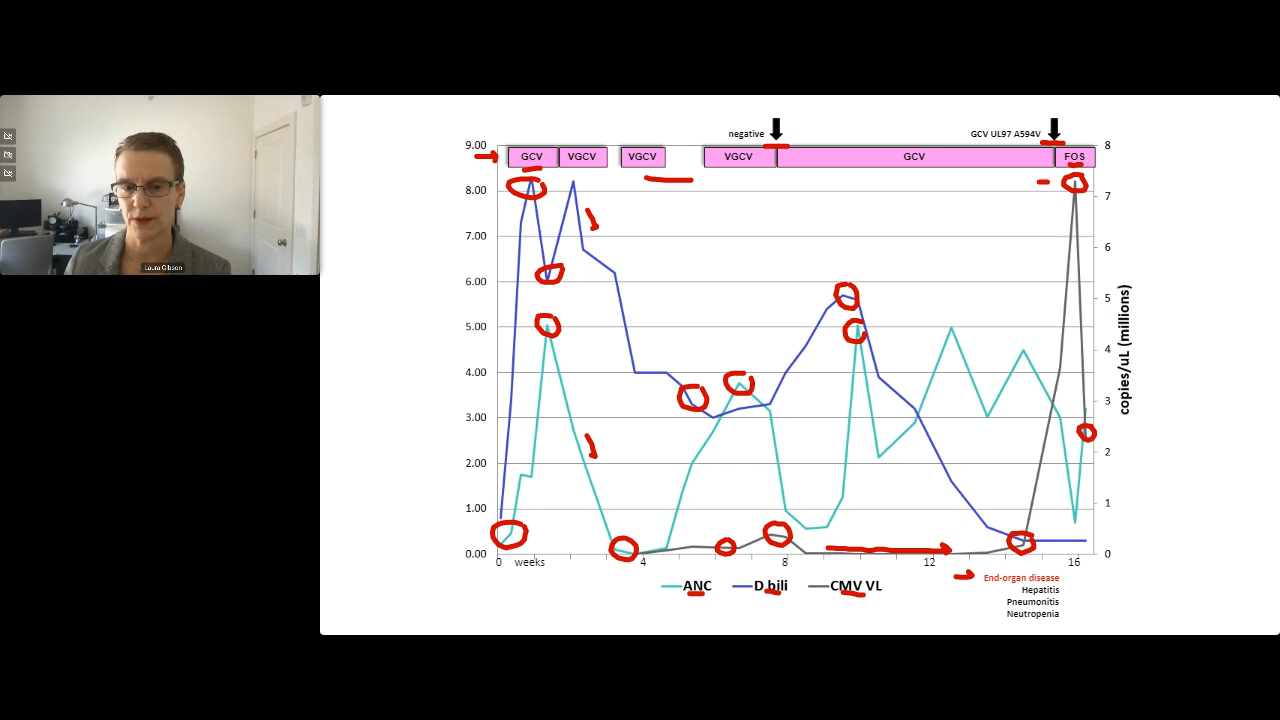 Laura Gibson
negative
GCV UL97 A594V
GCV VGCV VGCV VGCV GCV FOS
9.00
8.00
7.00
6.00
5.00
4.00
3.00
2.00
1.00
0.00
8
7
6
5
4
3
2
1
0
copies/uL (millions)
0 weeks 4 8 12 16
ANC D bili CMV VL
End-organ disease
Hepatitis
Pneumonitis
Neutropenia